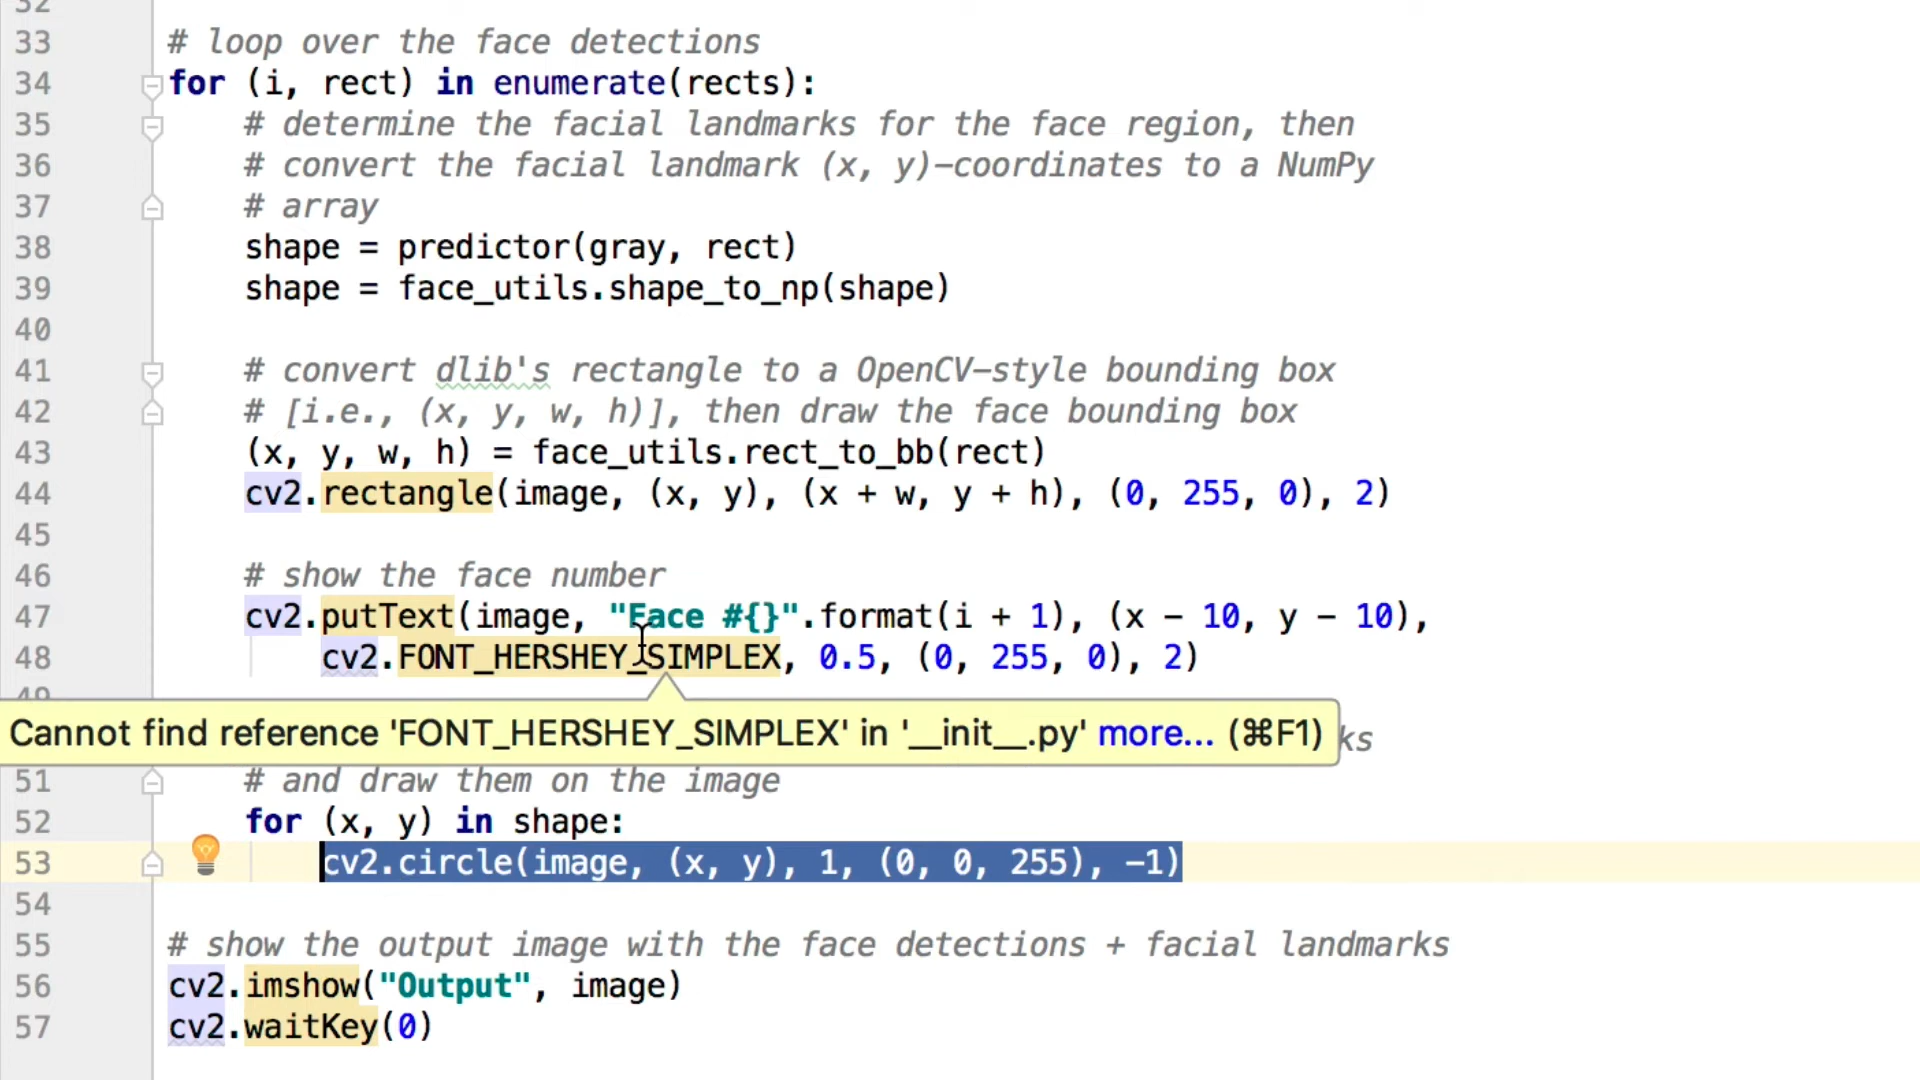 32
33 # loop over the face detections
34 for (i, rect) in enumerate(rects):
35 # determine the facial landmarks for the face region, then
36 # convert the facial landmark (x, y)-coordinates to a NumPy
37 # array
38 shape = predictor(gray, rect)
39 shape = face_utils.shape_to_np(shape)
40
41 # convert dlib's rectangle to a OpenCV-style bounding box
42 # [i.e., (x, y, w, h)], then draw the face bounding box
43 (x, y, w, h) = face_utils.rect_to_bb(rect)
44 cv2.rectangle(image, (x, y), (x + w, y + h), (0, 255, 0), 2)
45
46 # show the face number
47 cv2.putText(image, "Face #{}".format(i + 1), (x - 10, y - 10),
48 cv2.FONT_HERSHEY_SIMPLEX, 0.5, (0, 255, 0), 2)
49
Cannot find reference 'FONT_HERSHEY_SIMPLEX' in '__init__.py' more... (⌘F1) ks
51 # and draw them on the image
52 for (x, y) in shape:
53 cv2.circle(image, (x, y), 1, (0, 0, 255), -1)
54
55 # show the output image with the face detections + facial landmarks
56 cv2.imshow("Output", image)
57 cv2.waitKey(0)